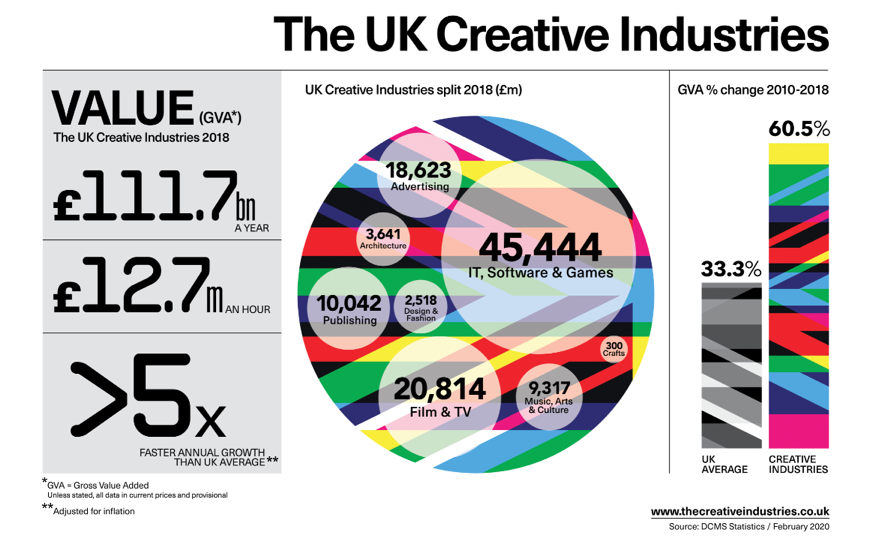 The UK Creative Industries
VALUE (GVA*)
The UK Creative Industries 2018
£111.7bn
A YEAR
£12.7m AN HOUR
>5x
FASTER ANNUAL GROWTH
THAN UK AVERAGE**
*GVA = Gross Value Added
Unless stated, all data in current prices and provisional
**Adjusted for inflation
UK Creative Industries split 2018 (£m)
18,623
Advertising
3,641
Architecture
45,444
IT, Software & Games
10,042
Publishing
2,518
Design &
Fashion
300
Crafts
20,814
Film & TV
9,317
Music, Arts
& Culture
GVA % change 2010-2018
60.5%
33.3%
UK
AVERAGE
CREATIVE
INDUSTRIES
www.thecreativeindustries.co.uk
Source: DCMS Statistics / February 2020